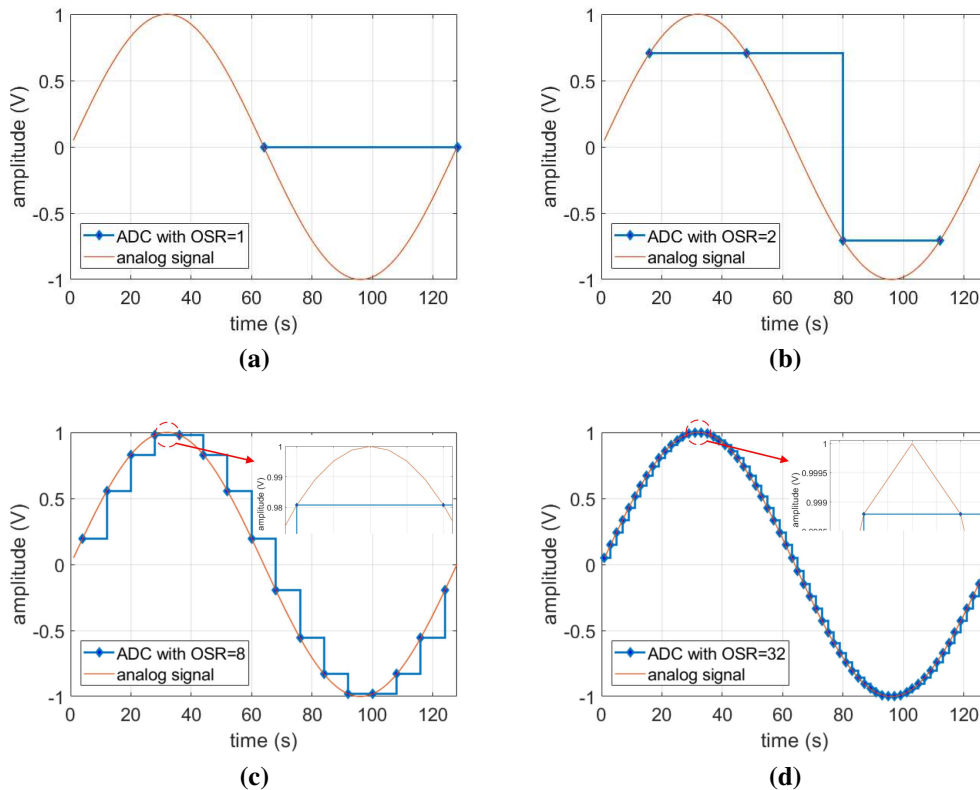 1
0.5
0
-0.5
-1
amplitude (V)
ADC with OSR=1
analog signal
0 20 40 60 80 100 120
time (s)
(a)
1
0.5
0
-0.5
-1
amplitude (V)
ADC with OSR=2
analog signal
0 20 40 60 80 100 120
time (s)
(b)
1
0.5
0
-0.5
-1
amplitude (V)
1
0.99
0.98
amplitude (V)
ADC with OSR=8
analog signal
0 20 40 60 80 100 120
time (s)
(c)
1
0.5
0
-0.5
-1
amplitude (V)
1
0.9995
0.999
amplitude (V)
ADC with OSR=32
analog signal
0 20 40 60 80 100 120
time (s)
(d)